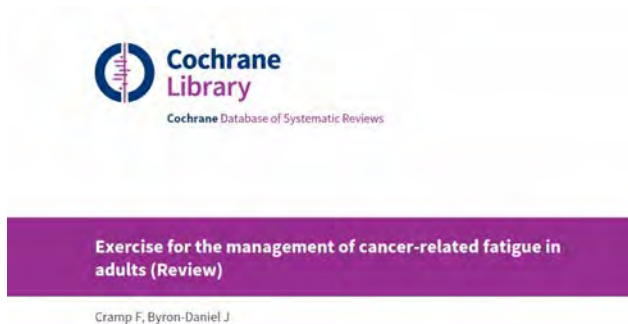 Cochrane
Library
Cochrane Database of Systematic Reviews
Exercise for the management of cancer-related fatigue in
adults (Review)
Cramp F, Byron-Daniel J